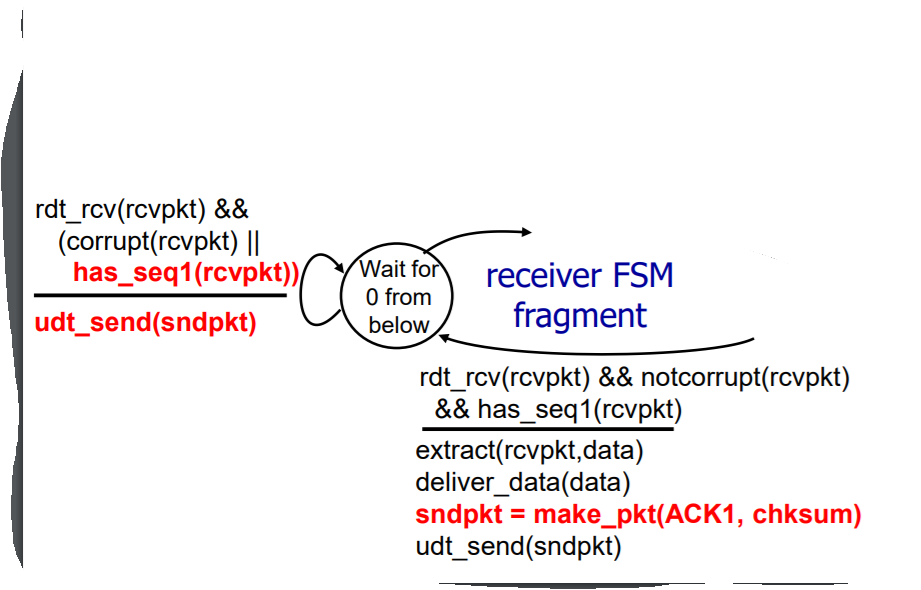 rdt_rcv(rcvpkt) &&
(corrupt(rcvpkt) ||
has_seq1(rcvpkt))
udt_send(sndpkt)
Wait for
0 from
below
receiver FSM
fragment
rdt_rcv(rcvpkt) && notcorrupt(rcvpkt)
&& has_seq1(rcvpkt)
extract(rcvpkt,data)
deliver_data(data)
sndpkt = make_pkt(ACK1, chksum)
udt_send(sndpkt)